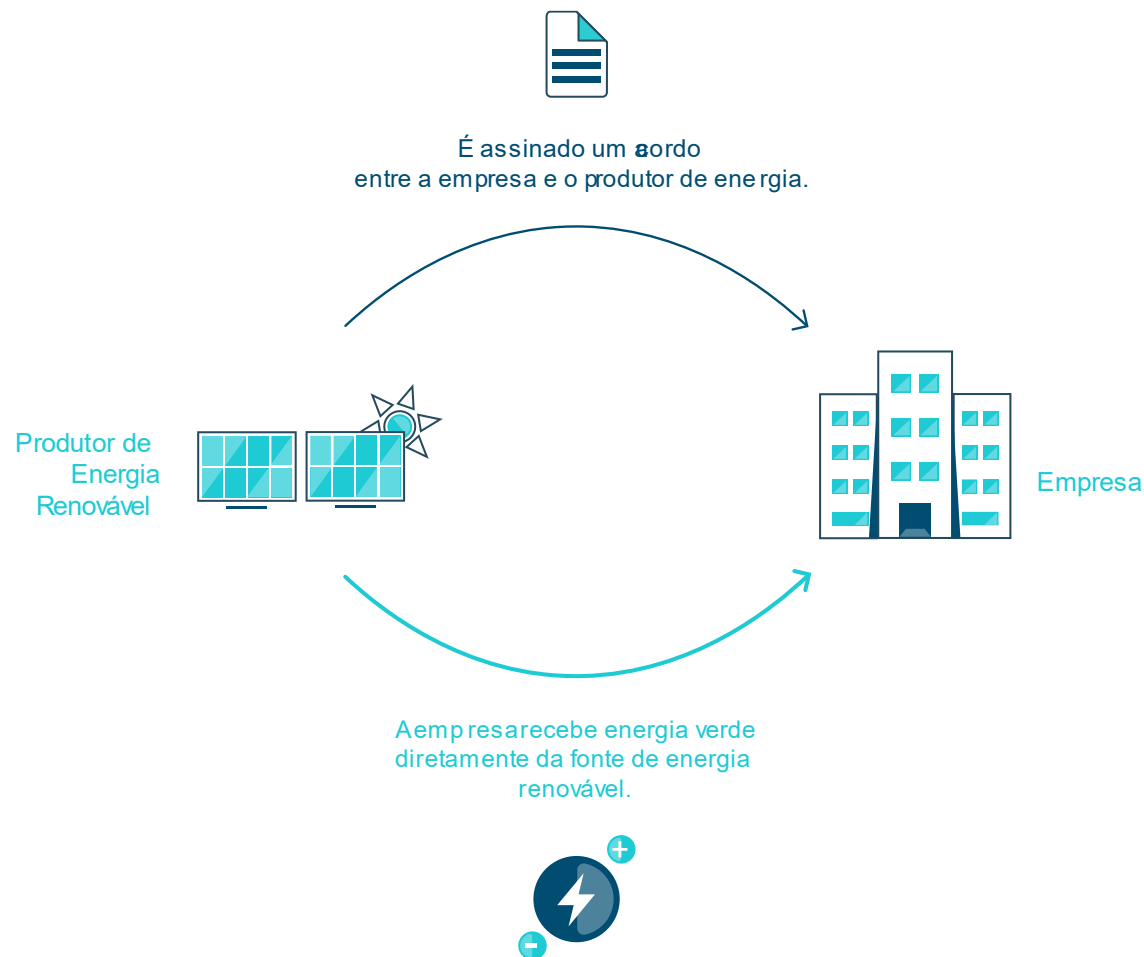 É assinado um acordo
entre a empresa e o produtor de energia.
Produtor de
Energia
Renovável
Empresa
A empresa recebe energia verde
diretamente da fonte de energia
renovável.